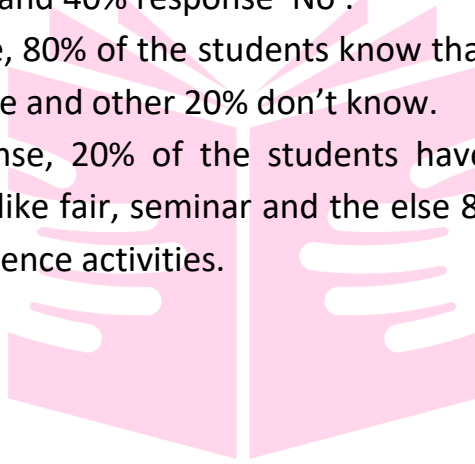 and 40% response 'No'.
80% of the students know tha
and other 20% don't know.
20% of the students have
like fair, seminar and the else 8
ence activities.